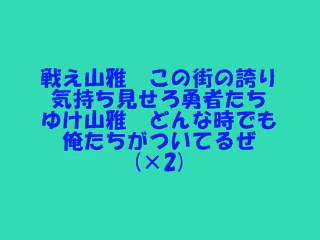 戦え山雅　この街の誇り
気持ち見せろ勇者たち
ゆけ山雅　どんな時でも
俺たちがついてるぜ
(×2)